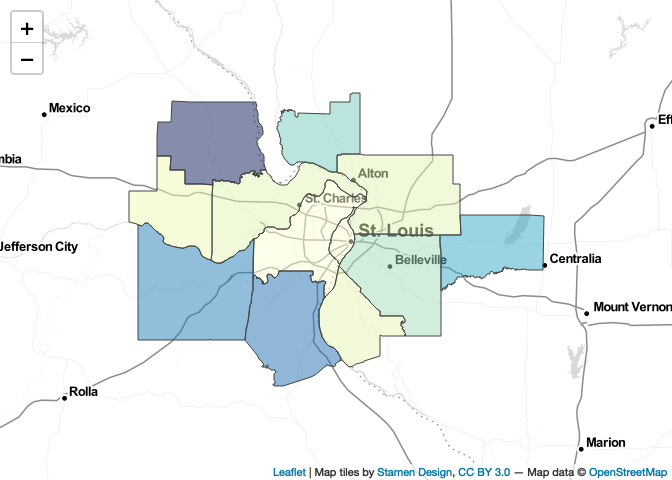 +
−
Mexico
Eff
mbia
Alton
St. Charles
St. Louis
Jefferson City
Belleville
Centralia
Mount Vernon
Rolla
Marion
Leaflet | Map tiles by Stamen Design, CC BY 3.0 — Map data © OpenStreetMap